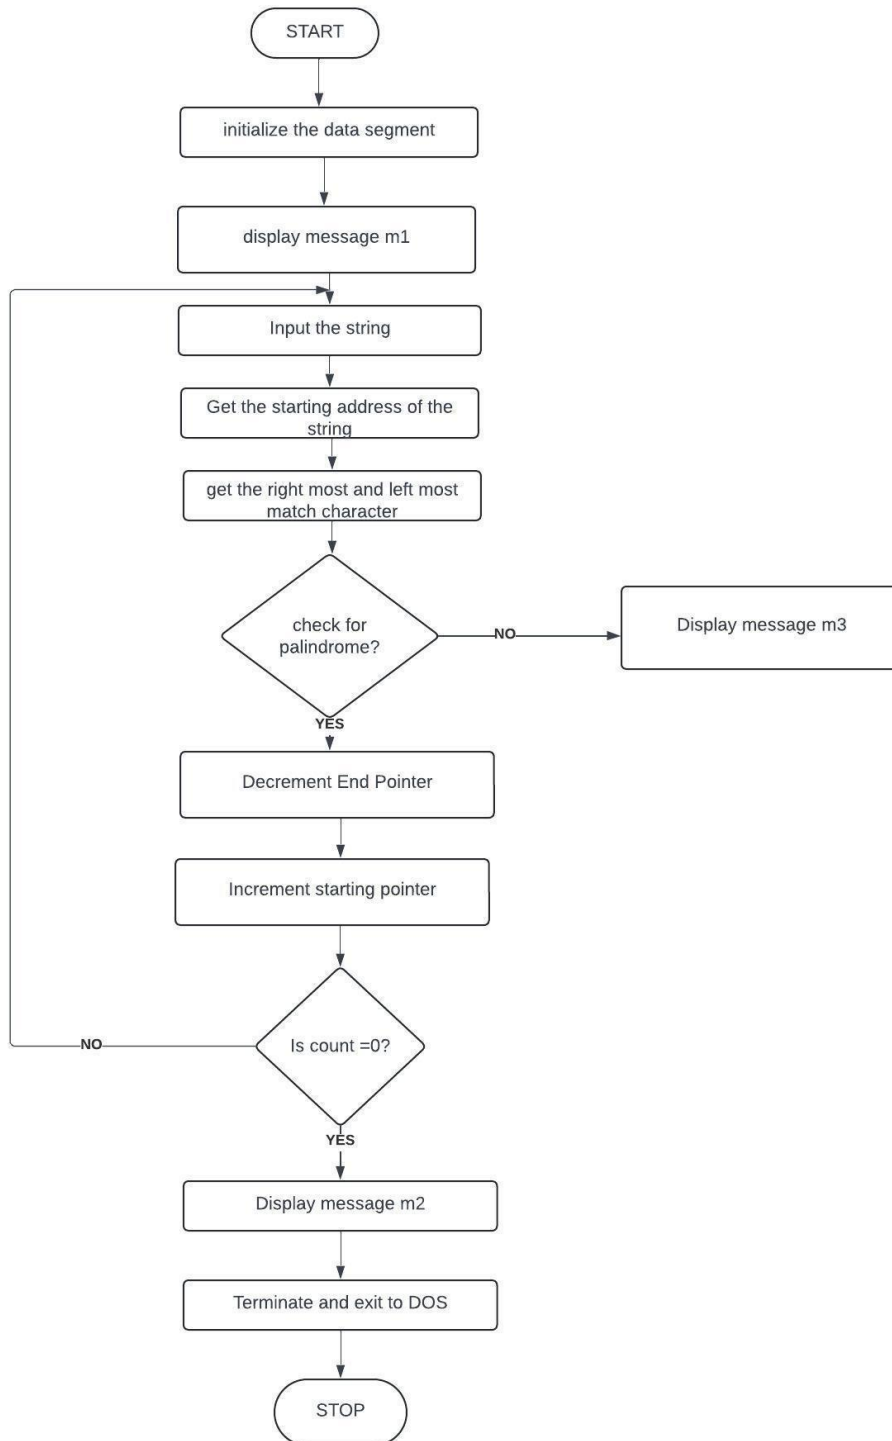 START
initialize the data segment
display message m1
Input the string
Get the starting address of the
string
get the right most and left most
match character
check for
palindrome?
NO
Display message m3
YES
Decrement End Pointer
Increment starting pointer
Is count =0?
NO
YES
Display message m2
Terminate and exit to DOS
STOP